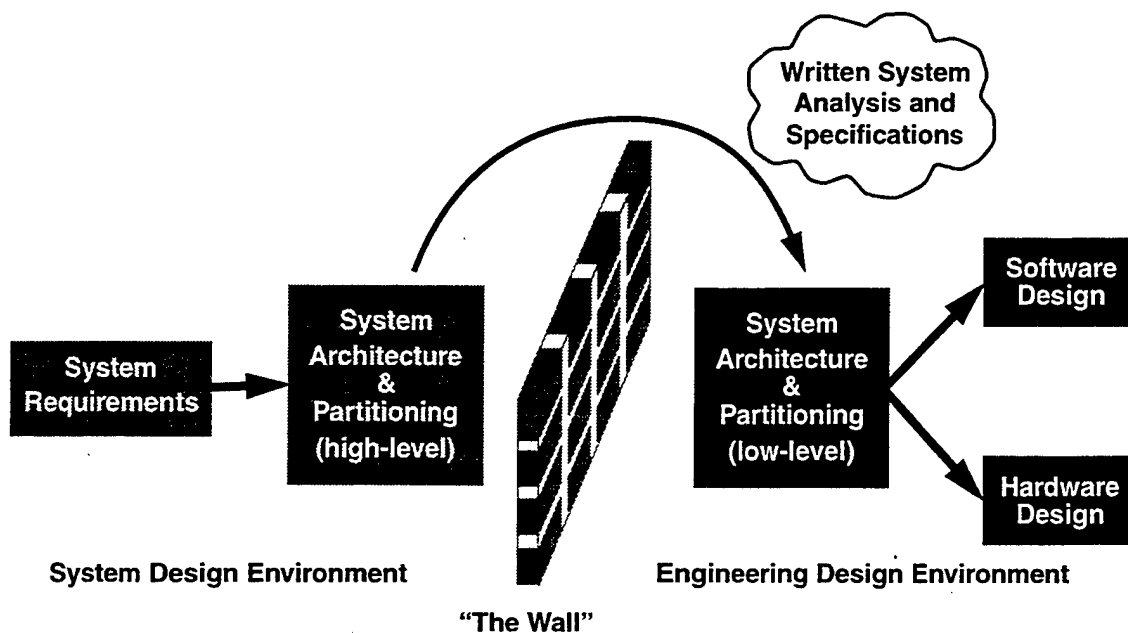 Written System
Analysis and
Specifications
System
Requirements
System
Architecture
&
Partitioning
(high-level)
System
Architecture
&
Partitioning
(low-level)
Software
Design
Hardware
Design
System Design Environment
Engineering Design Environment
“The Wall”